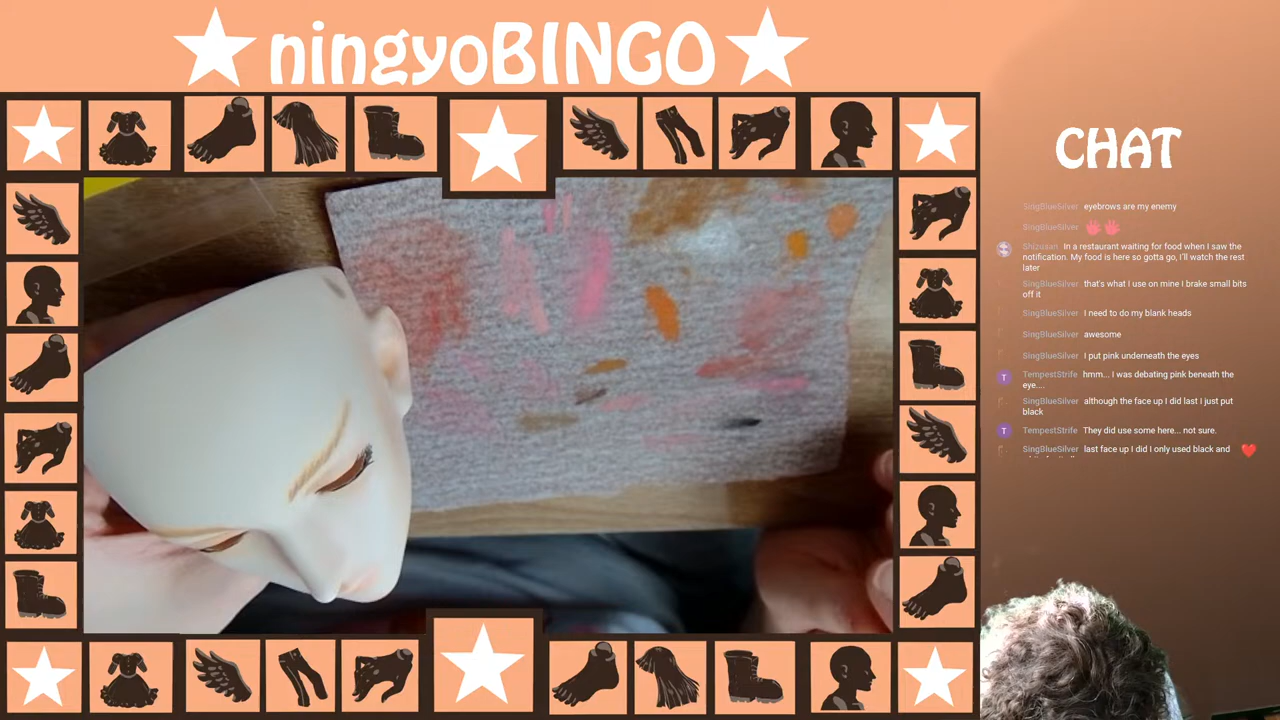 ningyoBINGO
CHAT
SingBlueSilver eyebrows are my enemy
SingBlueSilver
Shizusan In a restaurant waiting for food when I saw the
notification. My food is here so gotta go, I'll watch the rest
later
SingBlueSilver that's what I use on mine I brake small bits
off it
SingBlueSilver I need to do my blank heads
SingBlueSilver awesome
SingBlueSilver I put pink underneath the eyes
T TempestStrife hmm... I was debating pink beneath the
eye....
SingBlueSilver although the face up I did last I just put
black
T TempestStrife They did use some here... not sure.
SingBlueSilver last face up I did I only used black and